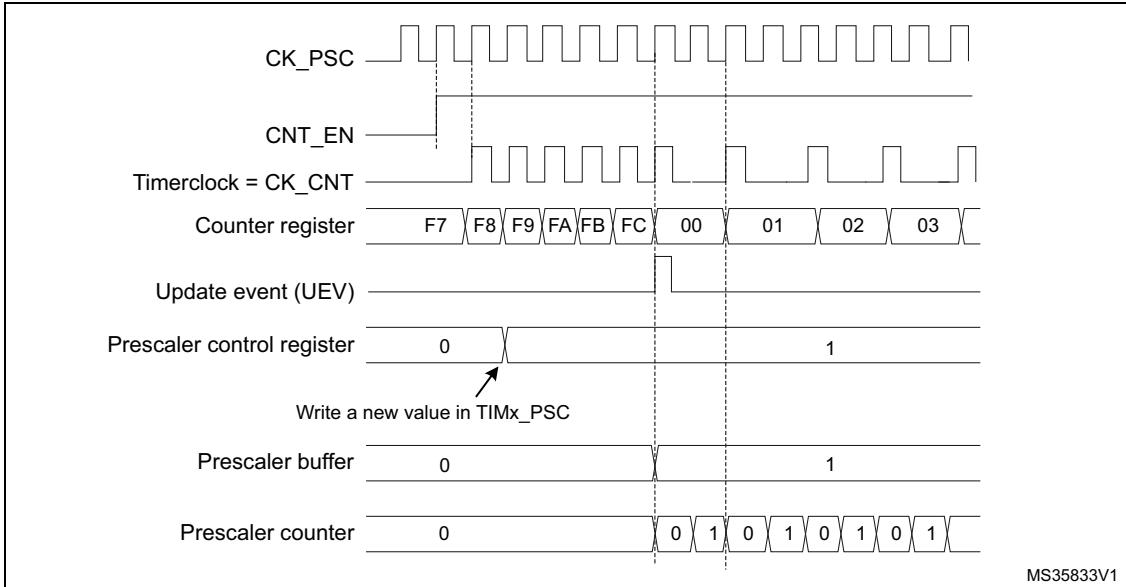 CK_PSC
CNT_EN
Timerclock = CK_CNT
Counter register F7 F8 F9 FA FB FC 00 01 02 03
Update event (UEV)
Prescaler control register 0 1
Write a new value in TIMx_PSC
Prescaler buffer 0 1
Prescaler counter 0 0 1 0 1 0 1 0 1
MS35833V1